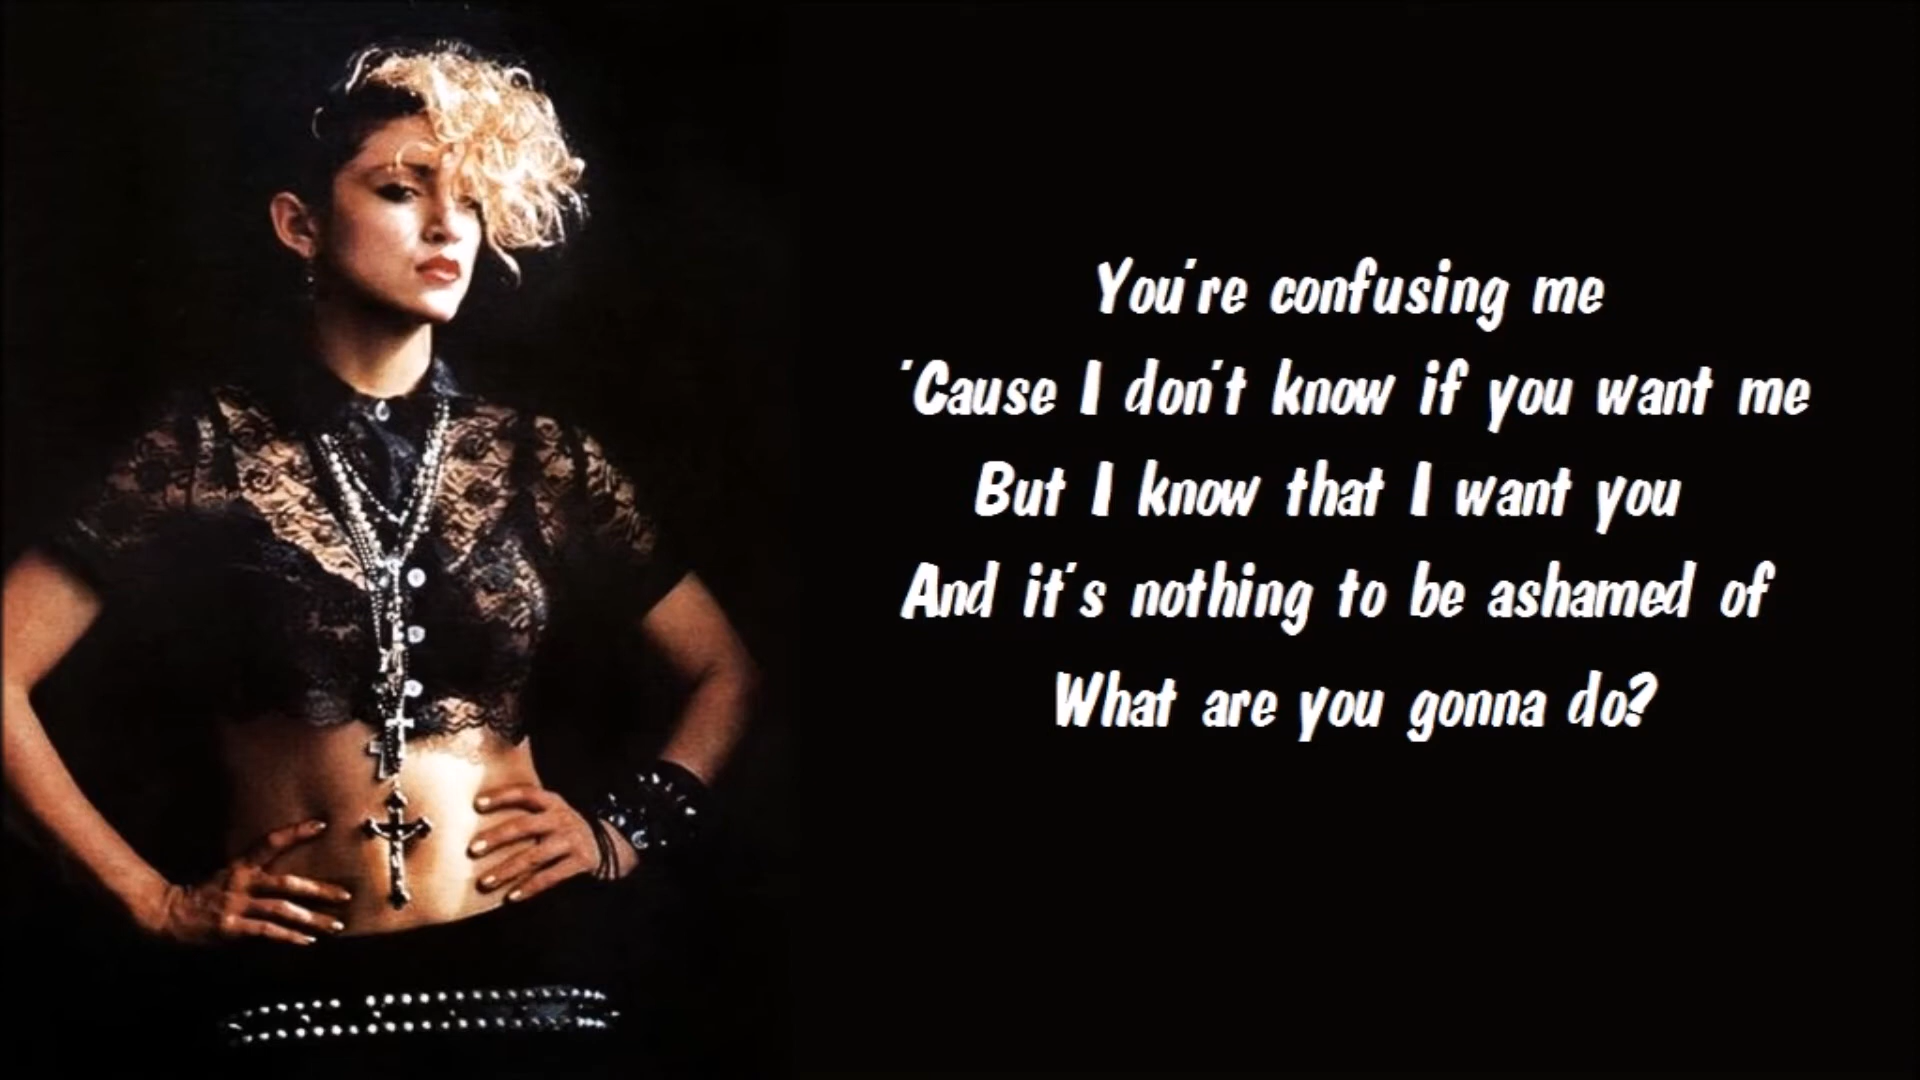 You're confusing me
'Cause I don't know if you want me
But I know that I want you
And it's nothing to be ashamed of
What are you gonna do?